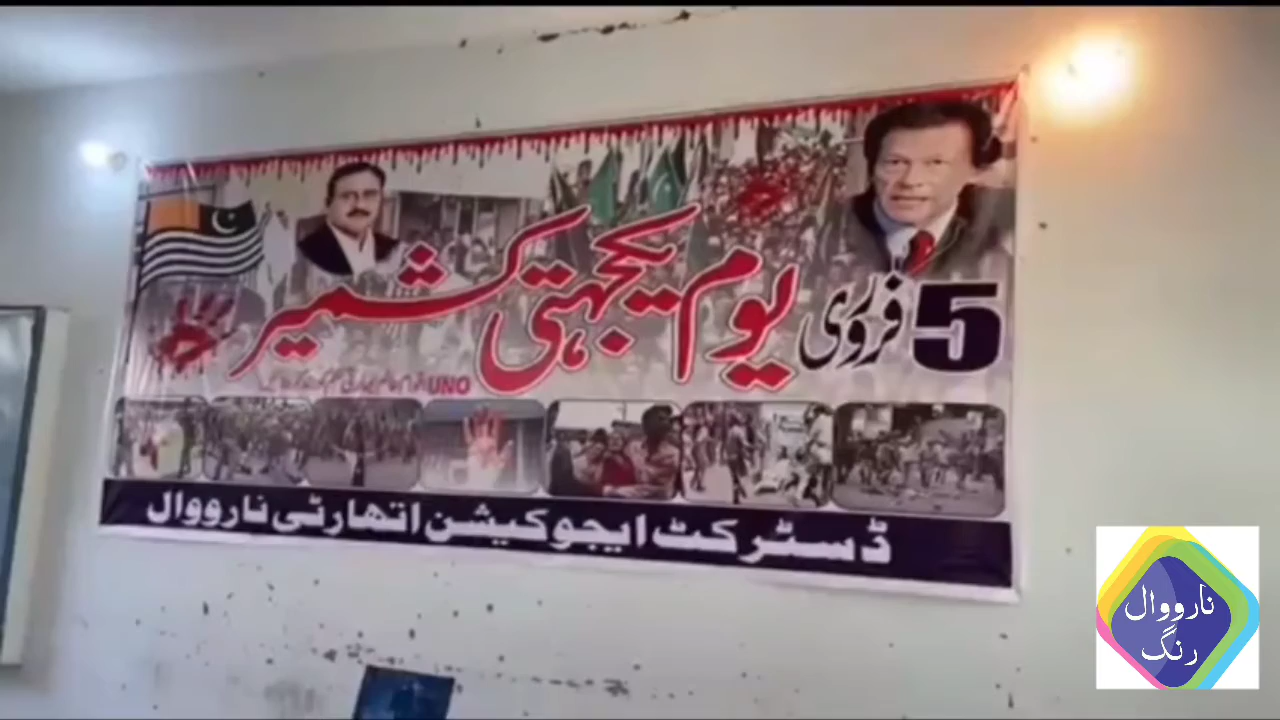 5 فروری یوم یکجہتی کشمیر
UNO
ڈسٹرکٹ ایجوکیشن اتھارٹی نارووال
نارووال
رنگ